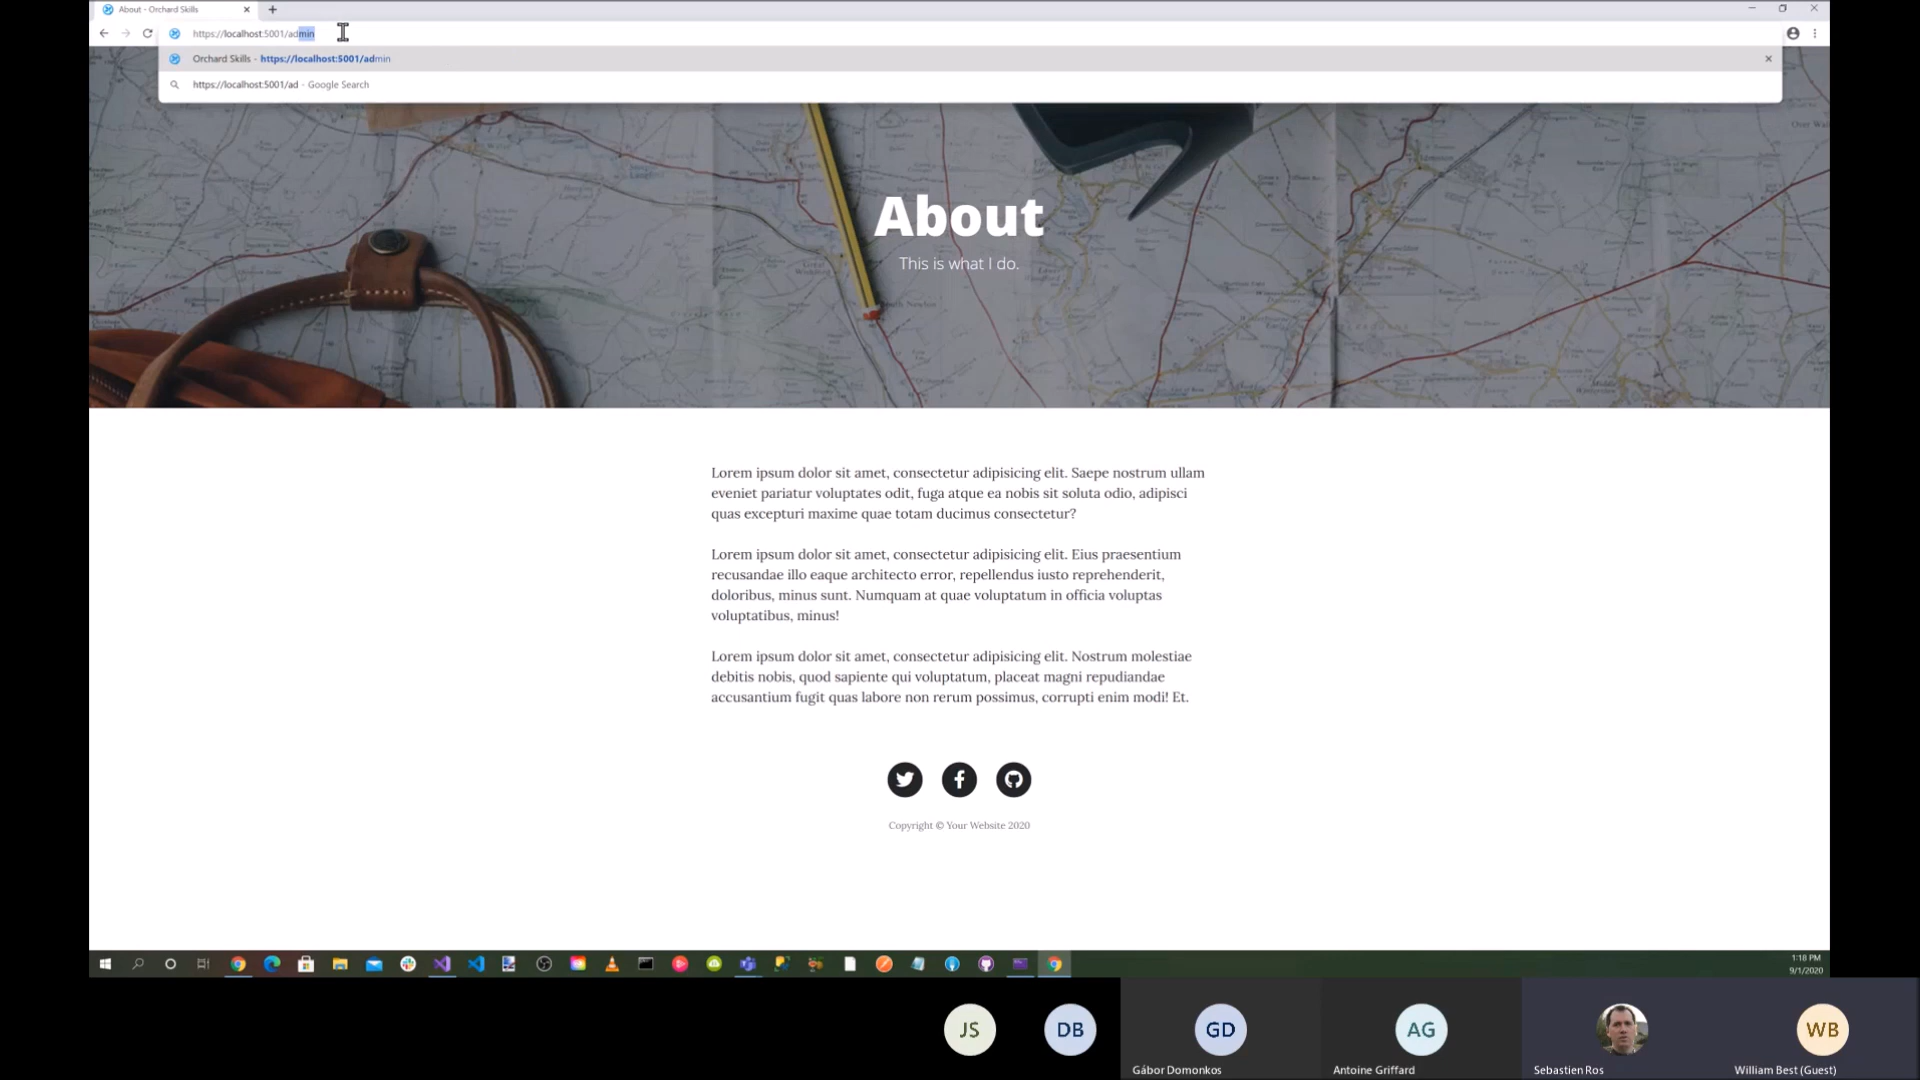 About - Orchard Skills
https://localhost:5001/admin
Orchard Skills - https://localhost:5001/admin
https://localhost:5001/ad - Google Search
About
This is what I do.
Lorem ipsum dolor sit amet, consectetur adipisicing elit. Saepe nostrum ullam
eveniet pariatur voluptates odit, fuga atque ea nobis sit soluta odio, adipisci
quas excepturi maxime quae totam ducimus consectetur?
Lorem ipsum dolor sit amet, consectetur adipisicing elit. Eius praesentium
recusandae illo eaque architecto error, repellendus iusto reprehenderit,
doloribus, minus sunt. Numquam at quae voluptatum in officia voluptas
voluptatibus, minus!
Lorem ipsum dolor sit amet, consectetur adipisicing elit. Nostrum molestiae
debitis nobis, quod sapiente qui voluptatum, placeat magni repudiandae
accusantium fugit quas labore non rerum possimus, corrupti enim modi! Et.
Copyright © Your Website 2020
1:18 PM
9/1/2020
JS
DB
GD
AG
WB
Gábor Domonkos
Antoine Griffard
Sebastien Ros
William Best (Guest)